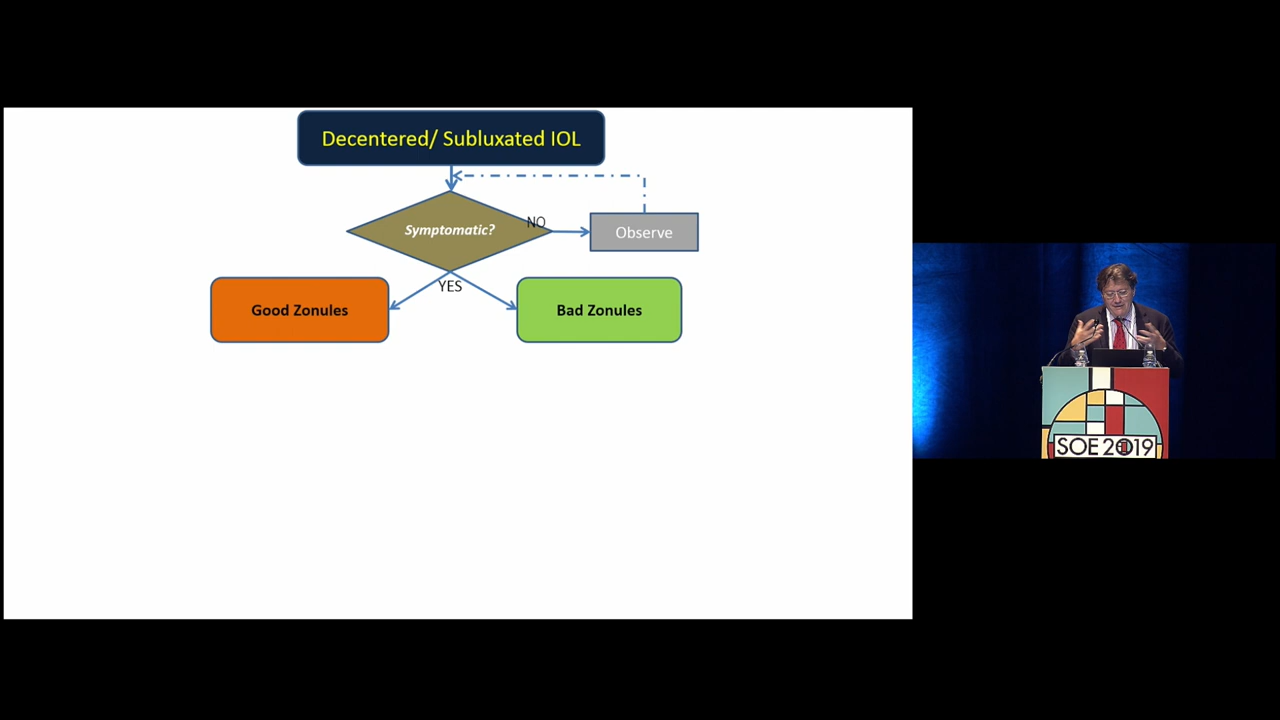 Decentered/ Subluxated IOL
Symptomatic?
NO
Observe
YES
Good Zonules
Bad Zonules
SOE 2019